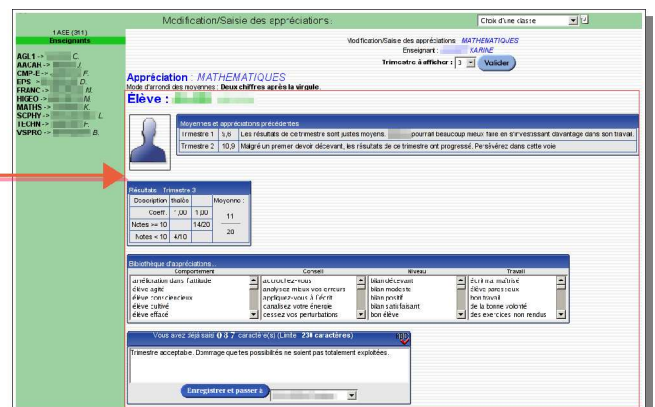 Modification/Saisie des appréciations:
Choix d'une classe
1ASE (311)
Enseignants
AGL1 -> C.
AACAH -> J.
CMP-E -> F.
EPS -> D.
FRANC -> M.
HIGEO -> M.
MATHS -> K.
SCPHY -> L.
TECHN -> F.
VSPRO -> B.
Modification/Saisie des appréciations MATHEMATIQUES
Enseignant : KARINE
Trimestre à afficher : 3 Valider
Appréciation : MATHEMATIQUES
Mode d'arrondi des moyennes : Deux chiffres après la virgule.
Élève :
Moyennes et appréciations précédentes
Trimestre 1 9,6 Les résultats de ce trimestre sont justes moyens. pourrait beaucoup mieux faire en s'investissant davantage dans son travail.
Trimestre 2 10,9 Malgré un premier devoir décevant, les résultats de ce trimestre ont progressé. Persévérez dans cette voie
Résultats : Trimestre 3
Description thalès Moyenne :
Coeff. 1,00 1,00 11
Notes >= 10 14/20
Notes < 10 4/10 20
Bibliothèque d'appréciations...
Comportement Conseil Niveau Travail
amélioration dans l'attitude accrochez-vous bilan décevant écrit mal maîtrisé
élève agité analysez mieux vos erreurs bilan modeste élève paresseux
élève consciencieux appliquez-vous à l'écrit bilan positif bon travail
élève cultivé canalisez votre énergie bilan satisfaisant de la bonne volonté
élève effacé cessez vos perturbations bon élève des exercices non rendus
Vous avez déjà saisi 087 caractère(s) (Limite 230 caractères)
Trimestre acceptable. Dommage que tes possibilités ne soient pas totalement exploitées.
Enregistrer et passer à